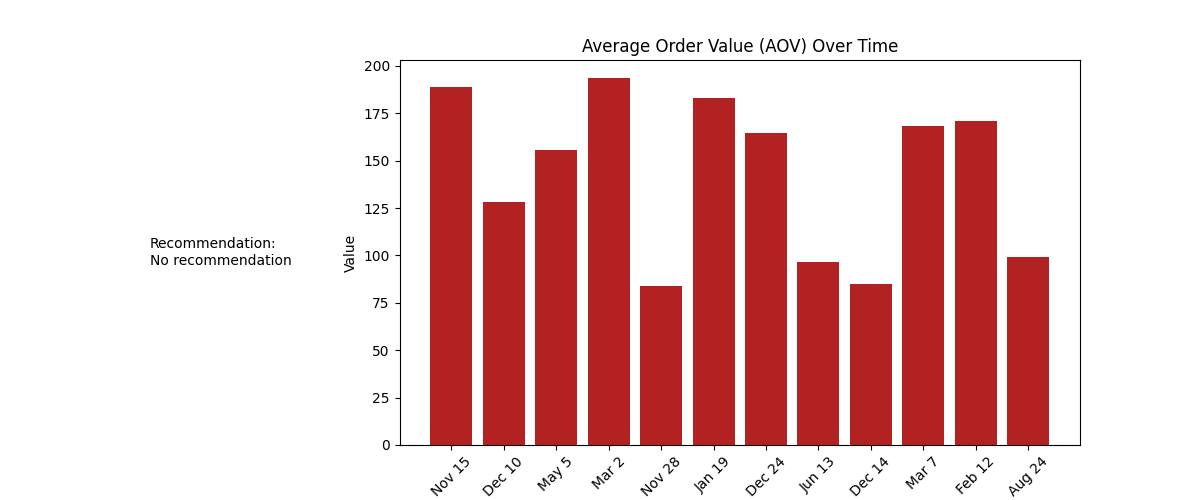 Average Order Value (AOV) Over Time
200
175
150
125
100
75
50
25
0
Value
Recommendation:
No recommendation
Nov 15
Dec 10
May 5
Mar 2
Nov 28
Jan 19
Dec 24
Jun 13
Dec 14
Mar 7
Feb 12
Aug 24